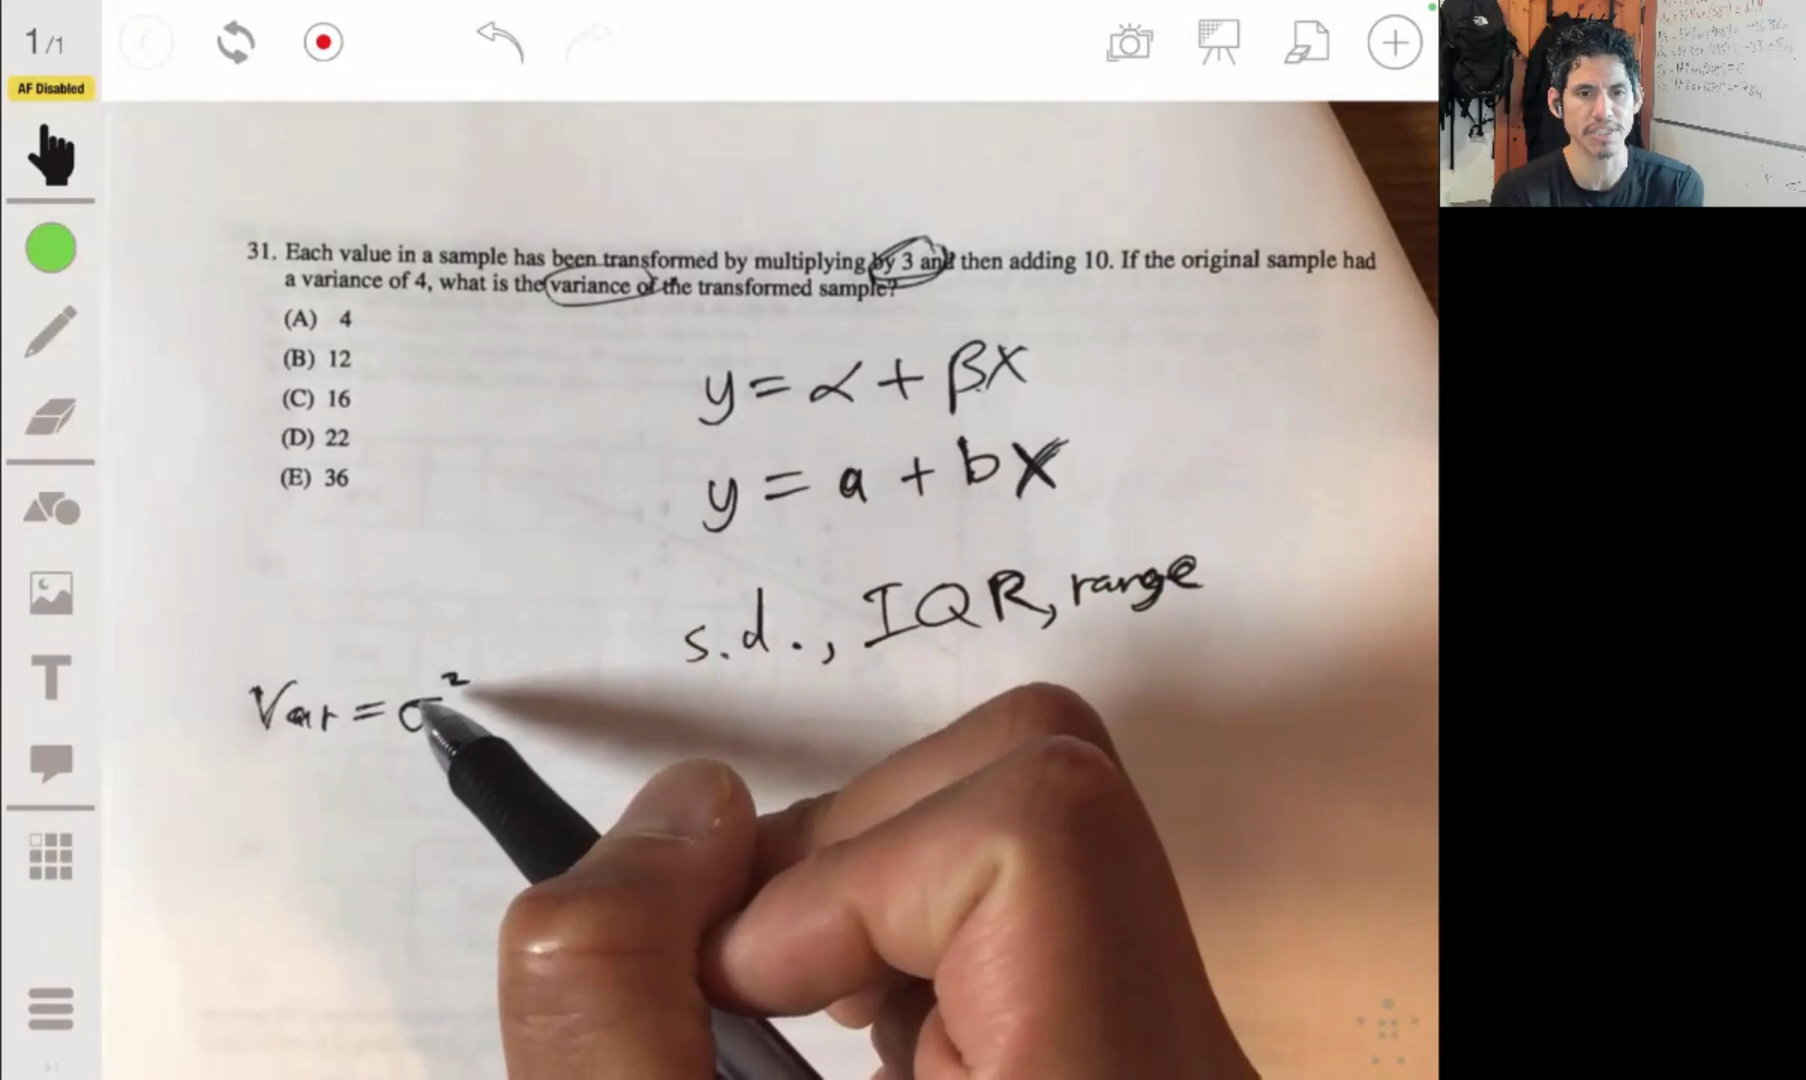 1/1
AF Disabled
31. Each value in a sample has been transformed by multiplying by 3 and then adding 10. If the original sample had
a variance of 4, what is the variance of the transformed sample?
(A) 4
(B) 12
(C) 16
(D) 22
(E) 36
y = α + βx
y = a + bx
s.d., IQR, range
Var = σ²
T